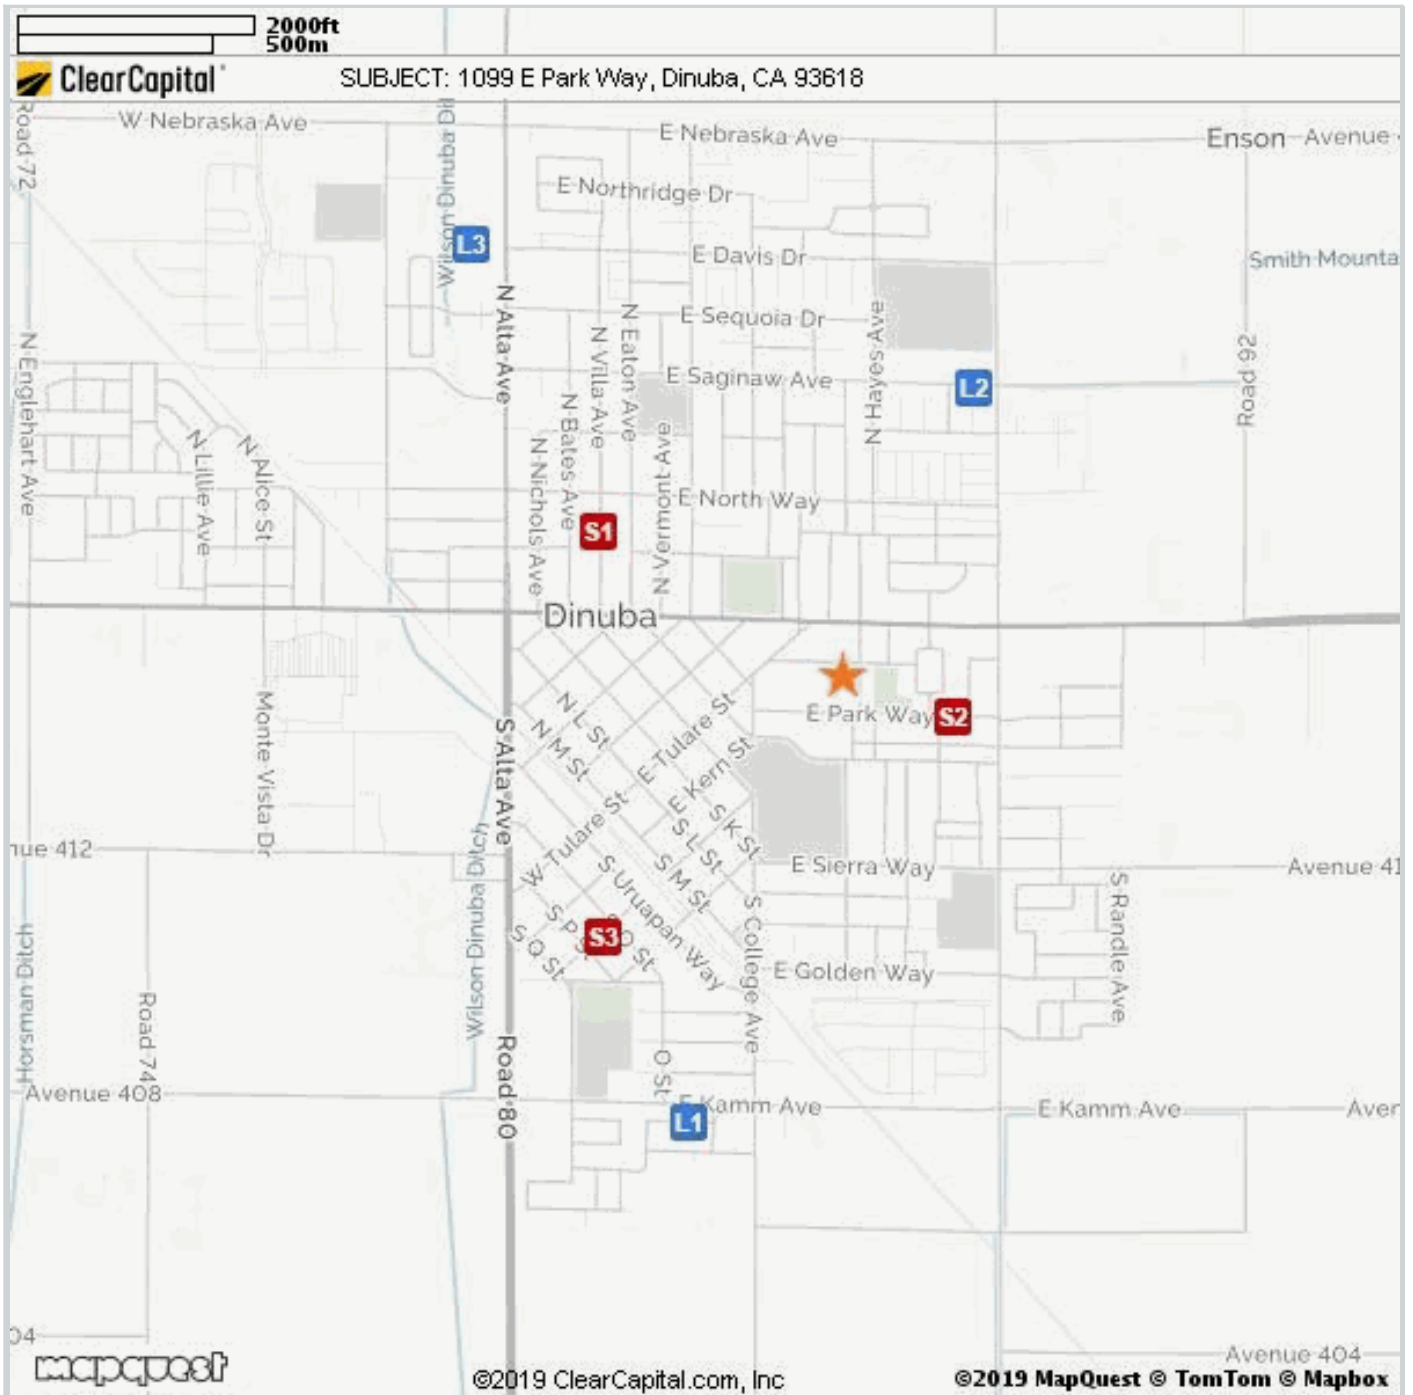 2000ft
500m
ClearCapital
SUBJECT: 1099 E Park Way, Dinuba, CA 93618
Road 72
W Nebraska Ave
E Nebraska Ave
Enson
Avenue
E Northridge Dr
L3
E Davis Dr
Smith Mounta
N Alta Ave
N Eaton Ave
E Sequoia Dr
N Hayes Ave
N Villa Ave
Road 92
N Englehart Ave
E Saginaw Ave
L2
N Bates Ave
N Lillie Ave
N Alice St
N Nichols Ave
N Vermont Ave
E North Way
S1
Dinuba
N L St
N M St
E Tulare St
E Park Way
S2
Monte Vista Dr
S Alta Ave
E Kern St
S K St
S L St
W Tulare St
nue 412
Wilson Dinuba Ditch
S Uruapan Way
S M St
E Sierra Way
Avenue 41
S Randle Ave
S College Ave
S P St
S3
O St
S Q St
E Golden Way
Horsman Ditch
Road 748
Road 80
O St
Avenue 408
E Kamm Ave
L1
E Kamm Ave
Aver
04
Avenue 404
mapquest
©2019 ClearCapital.com, Inc
©2019 MapQuest © TomTom © Mapbox